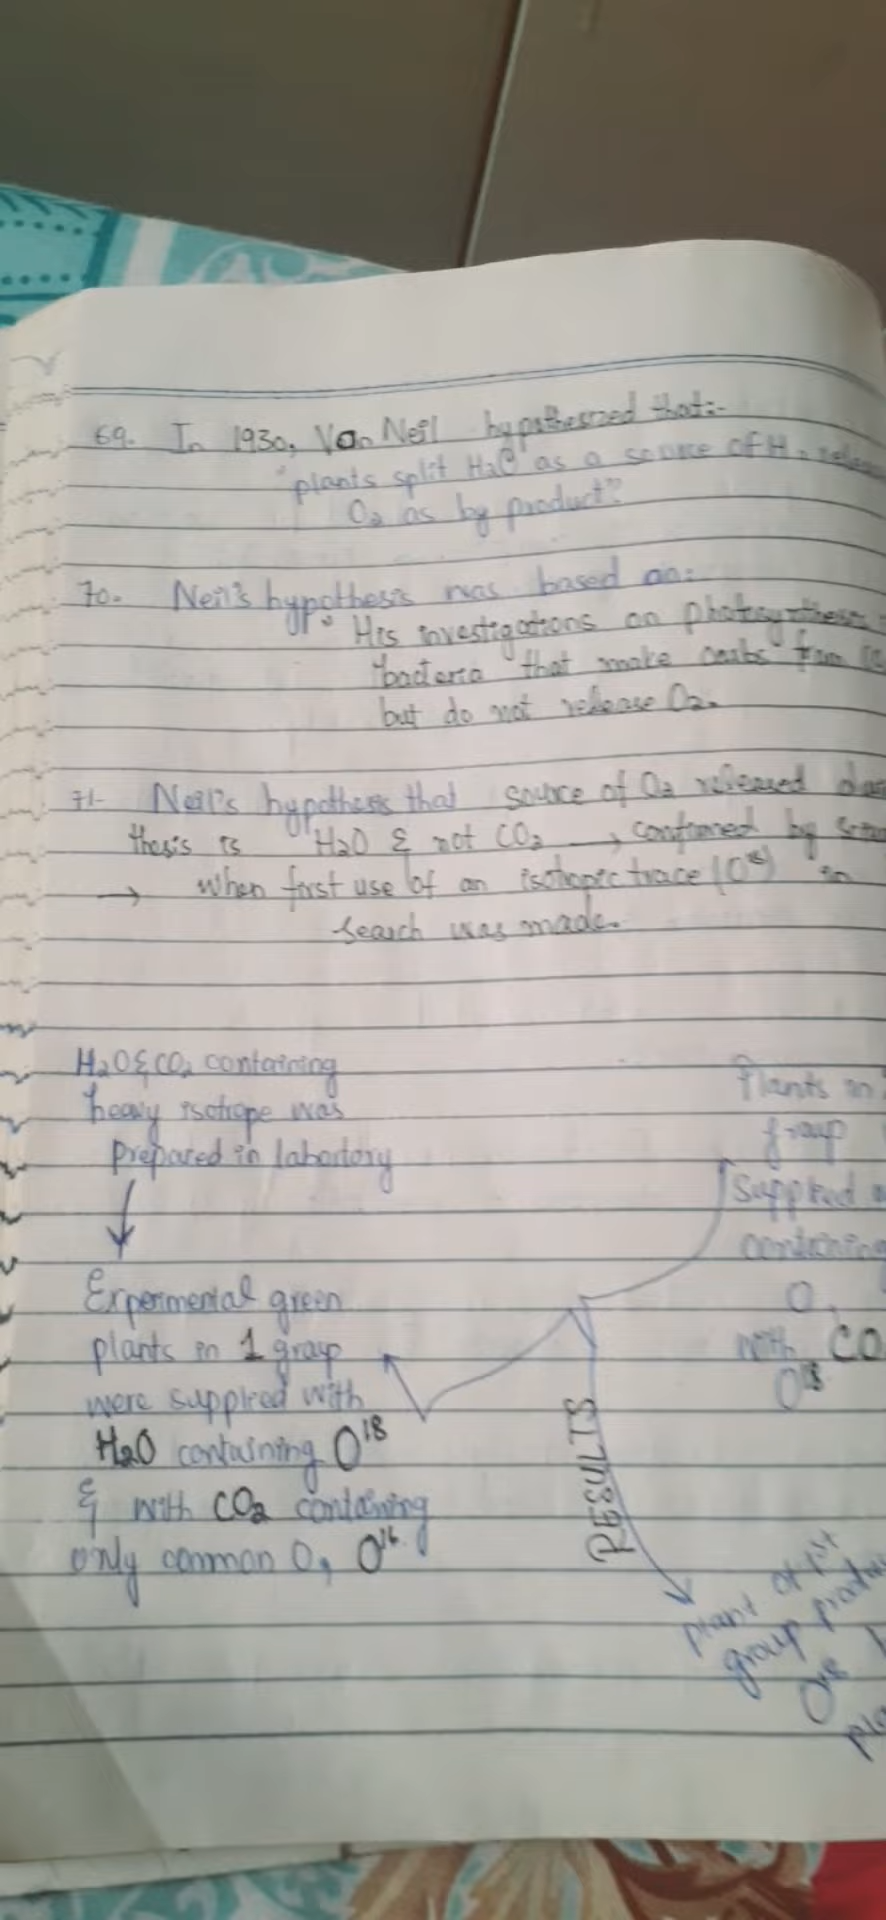 69. In 1930, Van Neil hypothesized that:-
"plants split H2O as a source of H,
O2 as by product"
70. Neil's hypothesis was based on:
His investigations on photosynthesis
bacteria that make carbs from
but do not release O2.
71- Neil's hypothesis that source of O2 released
thesis is H2O & not CO2 → confirmed by
→ when first use of an isotopic trace (O18) in
search was made.
H2O & CO2 containing
heavy isotope was
prepared in labortory
↓
Experimental green
plants in 1 group
were supplied with
H2O containing O18
& with CO2 containing
only common O, O16.
Plants in
group
supplied
containing
O,
with CO
O18
RESULTS
plant of 1st
group
O18